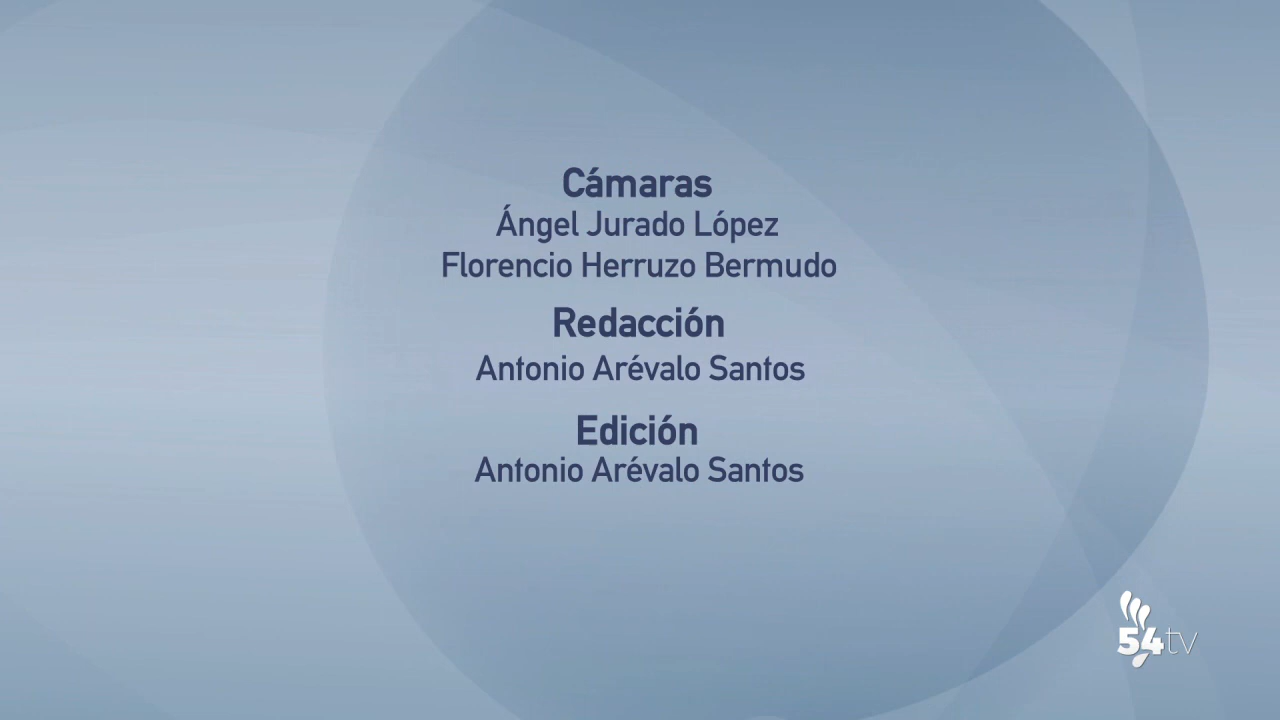 Cámaras
Ángel Jurado López
Florencio Herruzo Bermudo
Redacción
Antonio Arévalo Santos
Edición
Antonio Arévalo Santos
54tv